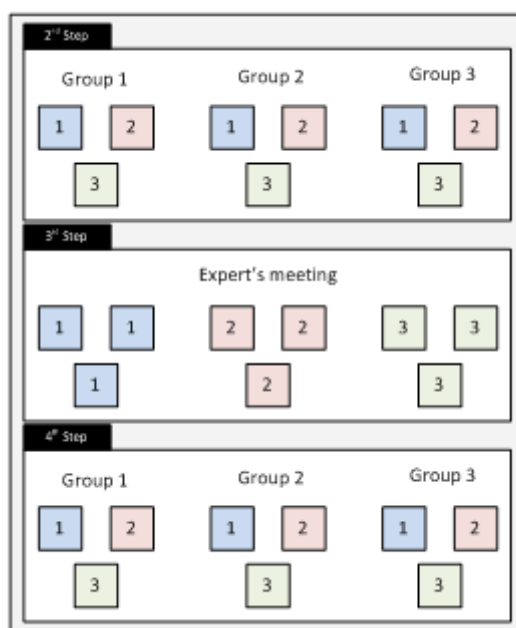 2nd Step
Group 1 Group 2 Group 3
1 2 1 2 1 2
3 3 3
3rd Step
Expert's meeting
1 1 2 2 3 3
1 2 3
4th Step
Group 1 Group 2 Group 3
1 2 1 2 1 2
3 3 3